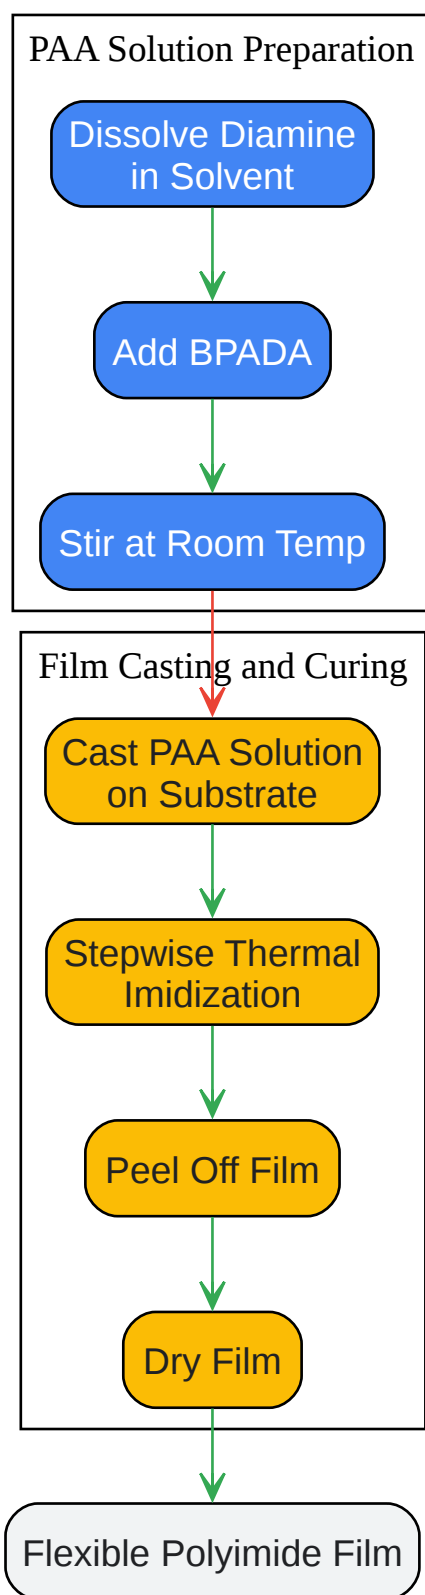 PAA Solution Preparation
Dissolve Diamine
in Solvent
Add BPADA
Stir at Room Temp
Film Casting and Curing
Cast PAA Solution
on Substrate
Stepwise Thermal
Imidization
Peel Off Film
Dry Film
Flexible Polyimide Film